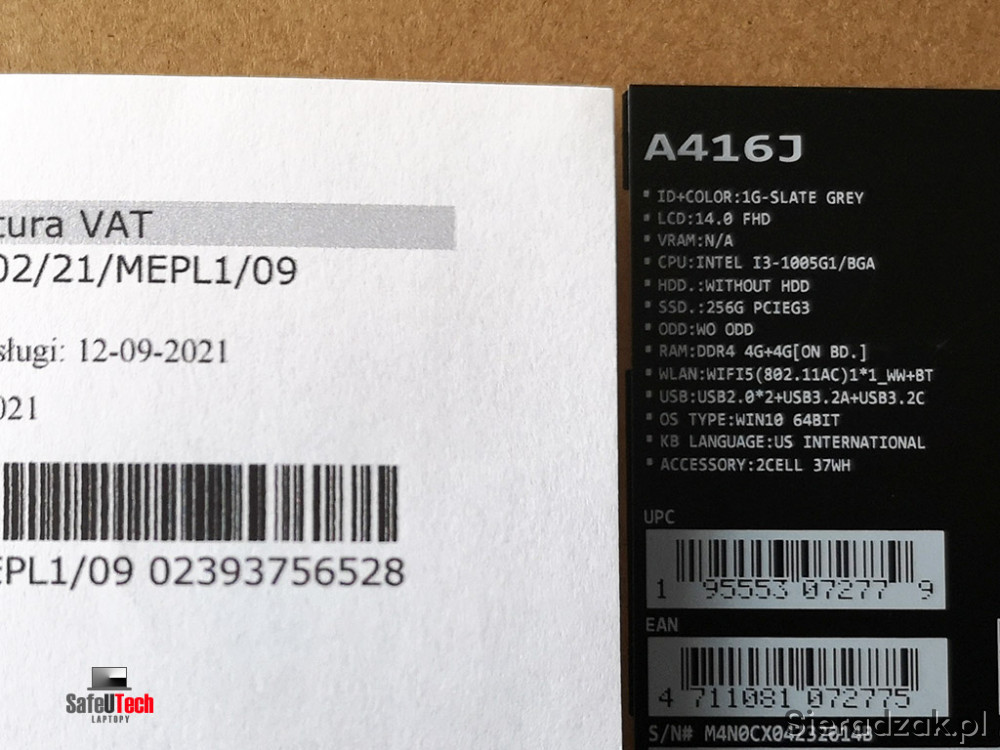 tura VAT
02/21/MEPL1/09
sługi: 12-09-2021
021
EPL1/09 02393756528
SafeUTech
LAPTOPY
A416J
ID+COLOR:1G-SLATE GREY
LCD:14.0 FHD
VRAM:N/A
CPU:INTEL I3-1005G1/BGA
HDD.:WITHOUT HDD
SSD.:256G PCIEG3
ODD:WO ODD
RAM:DDR4 4G+4G[ON BD.]
WLAN:WIFI5(802.11AC)1*1_WW+BT
USB:USB2.0*2+USB3.2A+USB3.2C
OS TYPE:WIN10 64BIT
KB LANGUAGE:US INTERNATIONAL
ACCESSORY:2CELL 37WH
UPC
1 95553 07277 9
EAN
4 711081 072775
S/N# M4N0CX04232014B
Sieradzak.pl